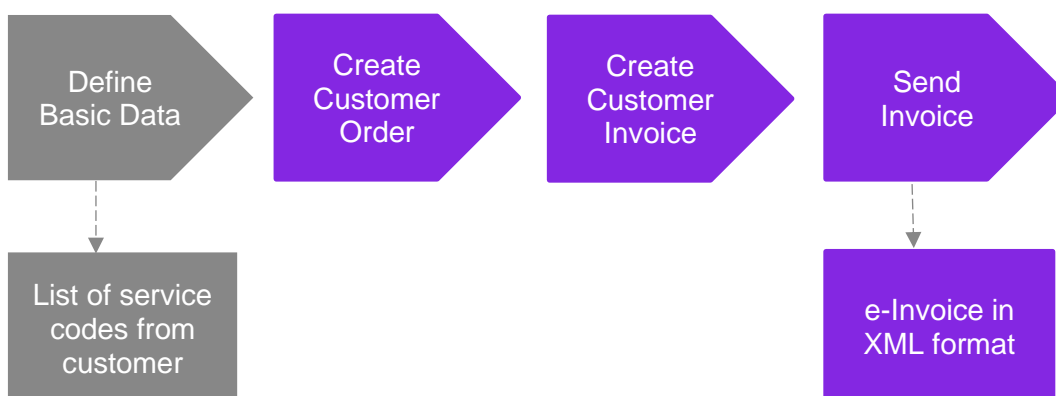 Define
Basic Data
Create
Customer
Order
Create
Customer
Invoice
Send
Invoice
List of service
codes from
customer
e-Invoice in
XML format